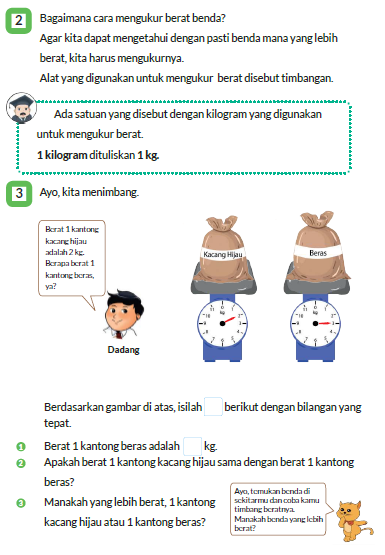 2 Bagaimana cara mengukur berat benda?
Agar kita dapat mengetahui dengan pasti benda mana yang lebih
berat, kita harus mengukurnya.
Alat yang digunakan untuk mengukur berat disebut timbangan.
Ada satuan yang disebut dengan kilogram yang digunakan
untuk mengukur berat.
1 kilogram dituliskan 1 kg.
3 Ayo, kita menimbang.
Berat 1 kantong
kacang hijau
adalah 2 kg.
Berapa berat 1
kantong beras,
ya?
Dadang
Kacang Hijau
Beras
Berdasarkan gambar di atas, isilah berikut dengan bilangan yang
tepat.
1 Berat 1 kantong beras adalah kg.
2 Apakah berat 1 kantong kacang hijau sama dengan berat 1 kantong
beras?
3 Manakah yang lebih berat, 1 kantong
kacang hijau atau 1 kantong beras?
Ayo, temukan benda di
sekitarmu dan coba kamu
timbang beratnya.
Manakah benda yang lebih
berat?